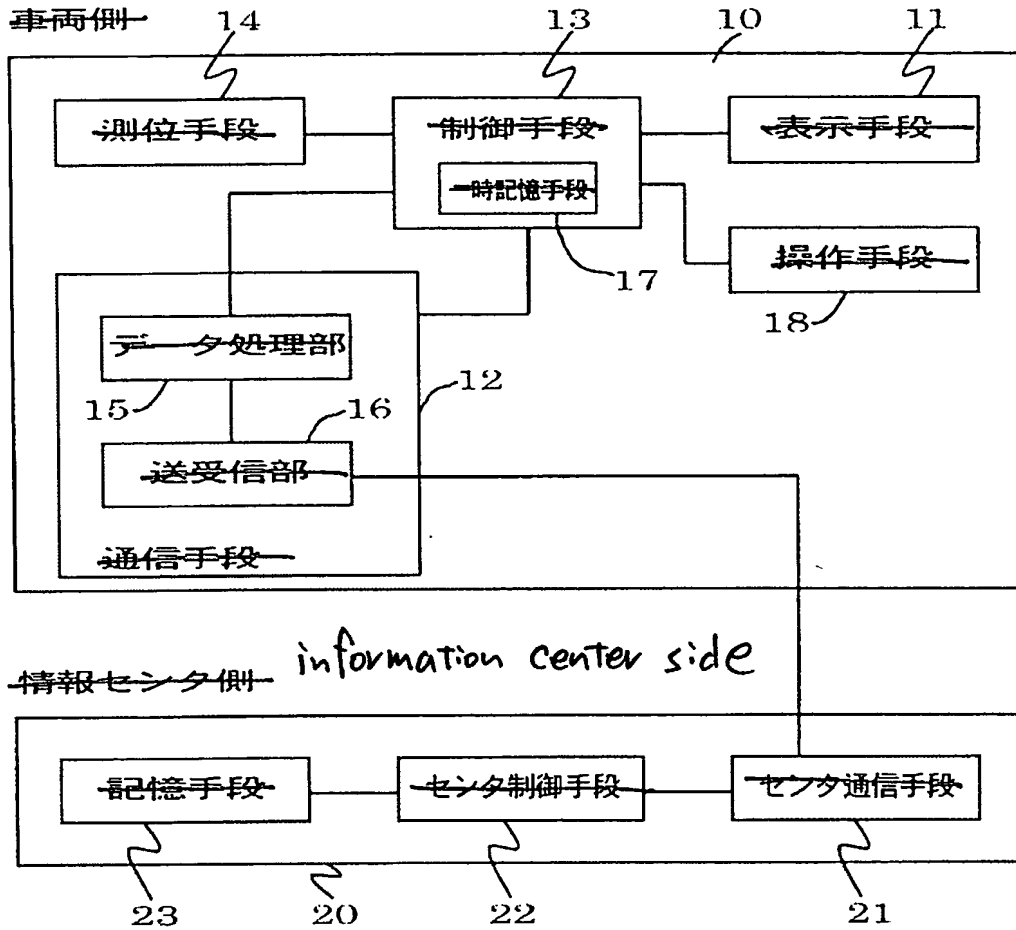 車両側
14
13
10
11
測位手段
制御手段
表示手段
一時記憶手段
17
操作手段
18
データ処理部
15
12
16
送受信部
通信手段
information center side
情報センタ側
記憶手段
センタ制御手段
センタ通信手段
23
20
22
21